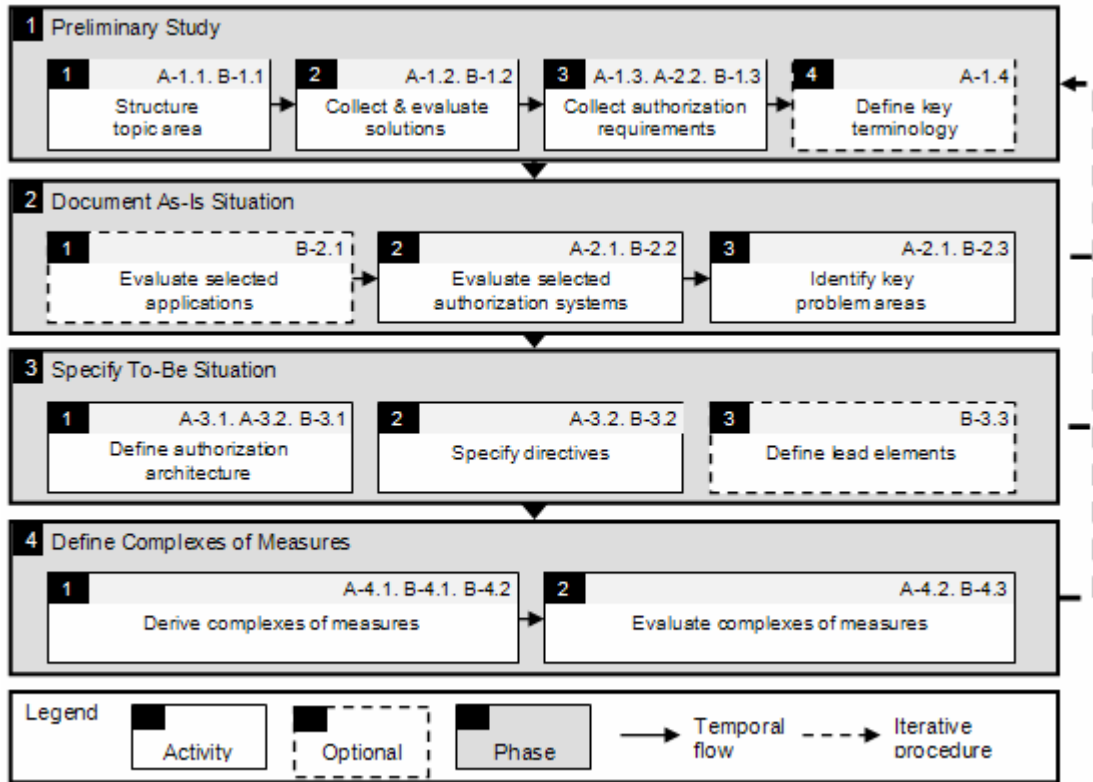 1 Preliminary Study
1 A-1.1. B-1.1
Structure
topic area
2 A-1.2. B-1.2
Collect & evaluate
solutions
3 A-1.3. A-2.2. B-1.3
Collect authorization
requirements
4 A-1.4
Define key
terminology
2 Document As-Is Situation
1 B-2.1
Evaluate selected
applications
2 A-2.1. B-2.2
Evaluate selected
authorization systems
3 A-2.1. B-2.3
Identify key
problem areas
3 Specify To-Be Situation
1 A-3.1. A-3.2. B-3.1
Define authorization
architecture
2 A-3.2. B-3.2
Specify directives
3 B-3.3
Define lead elements
4 Define Complexes of Measures
1 A-4.1. B-4.1. B-4.2
Derive complexes of measures
2 A-4.2. B-4.3
Evaluate complexes of measures
Legend
Activity
Optional
Phase
Temporal
flow
Iterative
procedure